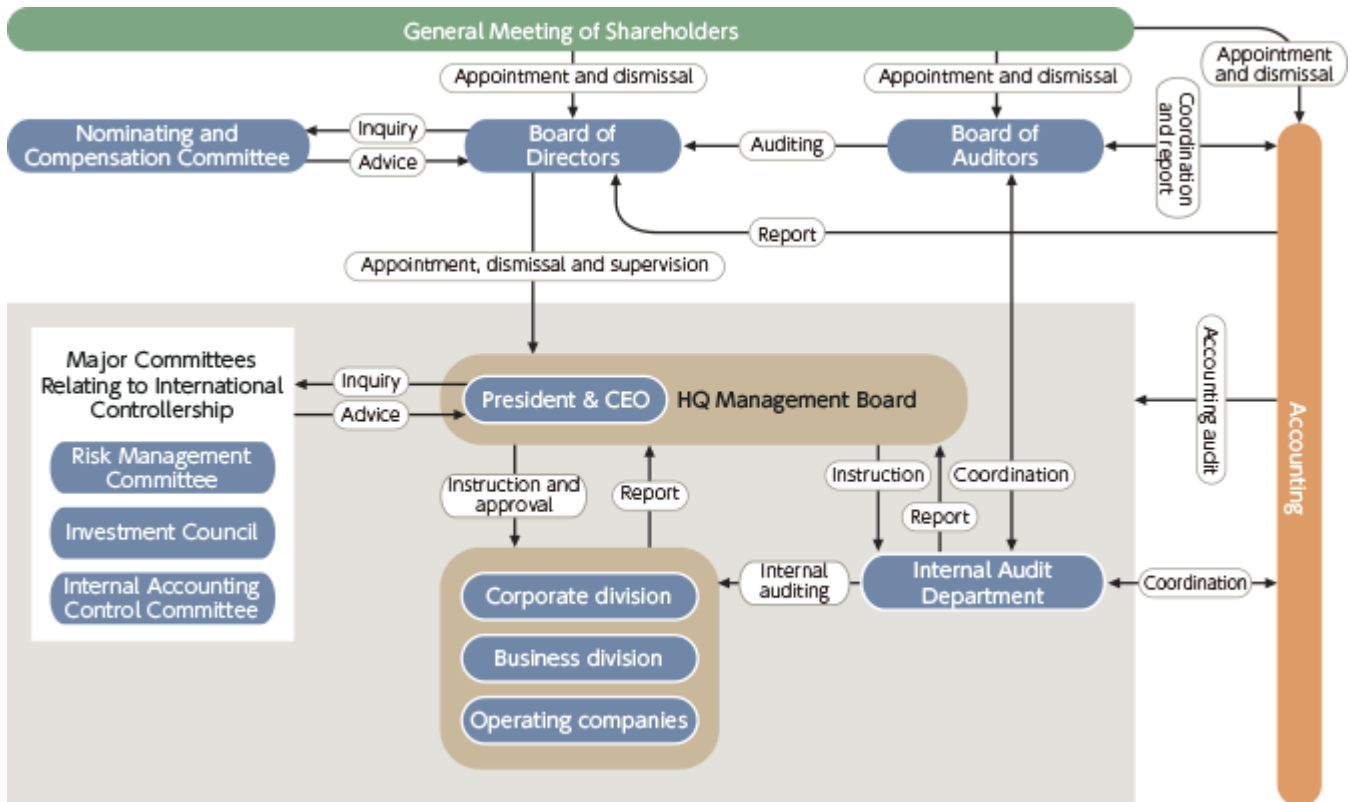 General Meeting of Shareholders
Appointment and dismissal
Appointment and dismissal
Appointment
and dismissal
Nominating and
Compensation Committee
Inquiry
Advice
Board of
Directors
Auditing
Board of
Auditors
Coordination
and report
Report
Appointment, dismissal and supervision
Major Committees
Relating to International
Controllership
Inquiry
Advice
President & CEO
HQ Management Board
Accounting audit
Accounting
Risk Management
Committee
Investment Council
Internal Accounting
Control Committee
Instruction and
approval
Report
Instruction
Report
Coordination
Corporate division
Business division
Operating companies
Internal
auditing
Internal Audit
Department
Coordination